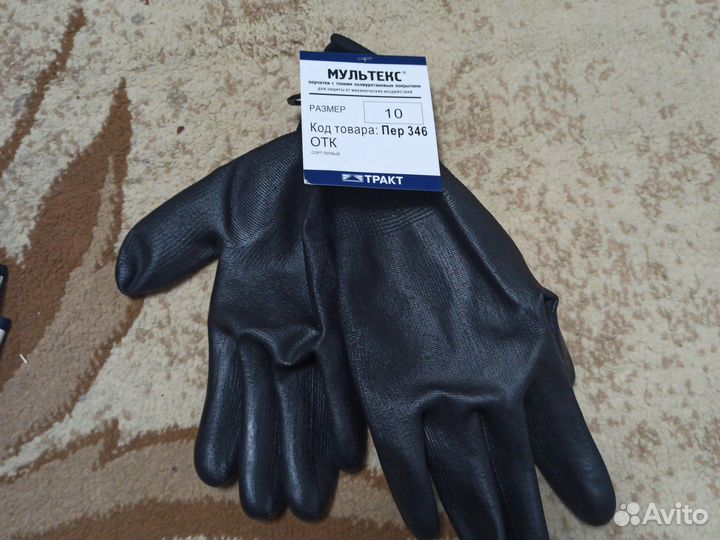 МУЛЬТЕКС®
перчатки с тонким полиуретановым покрытием
для защиты от механических воздействий
РАЗМЕР 10
Код товара: Пер 346
ОТК
СОРТ ПЕРВЫЙ
ТРАКТ
Avito